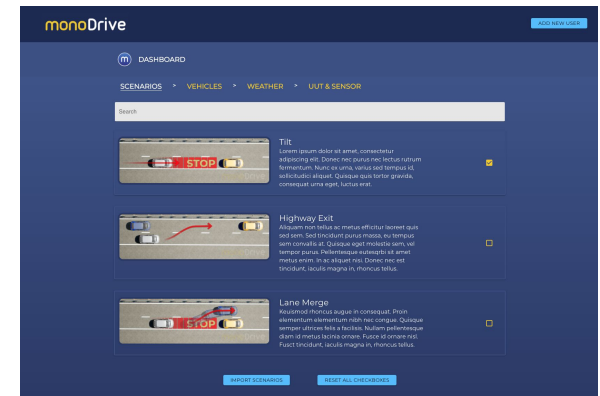 monoDrive
ADD NEW USER
m DASHBOARD
SCENARIOS > VEHICLES > WEATHER > UUT & SENSOR
Search
Tilt
Lorem ipsum dolor sit amet, consectetur
adipiscing elit. Donec nec purus nec lectus rutrum
fermentum. Nunc ex urna, varius sed tempus id,
sollicitudici aliquet. Quisque quis tortor gravida,
consequat urna eget, luctus erat.
STOP
Highway Exit
Aliquam non tellus ac metus efficitur laoreet quis
sed sem. Sed tincidunt purus massa, eu tempus
sem convallis at. Quisque eget molestie sem, vel
tempor purus. Pellentesque euteqrbi sit amet
metus enim. In ac aliquet nisi. Donec nec est
tincidunt, iaculis magna in, rhoncus tellus.
Lane Merge
Keuismod rhoncus augue in consequat. Proin
elementum elementum nibh nec congue. Quisque
semper ultrices felis a facilisis. Nullam pellentesque
diam id metus lacinia ornare. Fusce id ornare nisl.
Fusct tincidunt, iaculis magna in, rhoncus tellus.
STOP
IMPORT SCENARIOS
RESET ALL CHECKBOXES